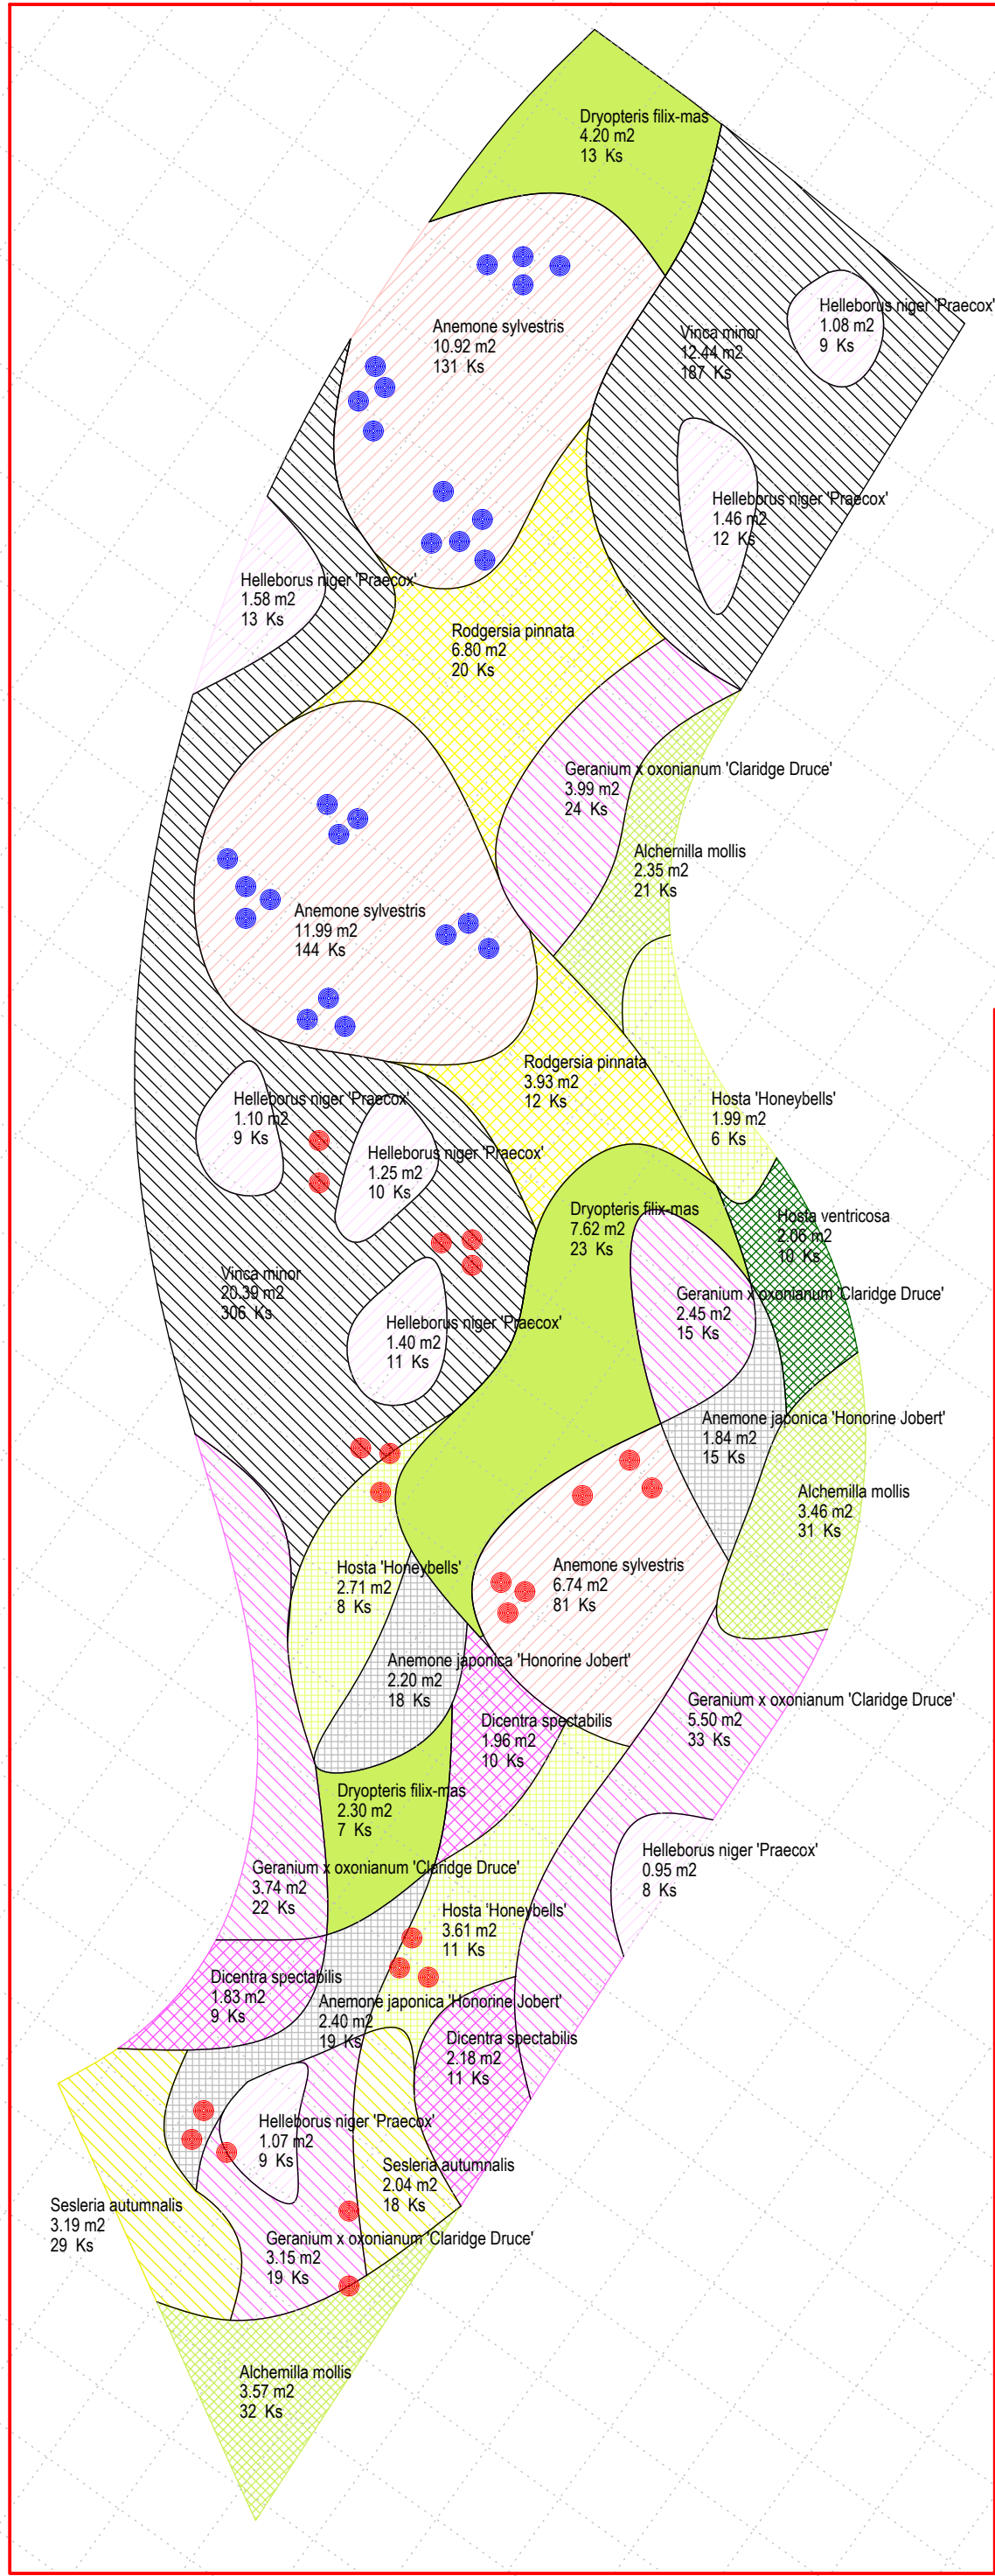 Dryopteris filix-mas
4.20 m2
13 Ks
Helleborus niger 'Praecox'
1.08 m2
9 Ks
Anemone sylvestris
10.92 m2
131 Ks
Vinca minor
12.44 m2
187 Ks
Helleborus niger 'Praecox'
1.46 m2
12 Ks
Helleborus niger 'Praecox'
1.58 m2
13 Ks
Rodgersia pinnata
6.80 m2
20 Ks
Geranium x oxonianum 'Claridge Druce'
3.99 m2
24 Ks
Alchemilla mollis
2.35 m2
21 Ks
Anemone sylvestris
11.99 m2
144 Ks
Rodgersia pinnata
3.93 m2
12 Ks
Helleborus niger 'Praecox'
1.10 m2
9 Ks
Hosta 'Honeybells'
1.99 m2
6 Ks
Helleborus niger 'Praecox'
1.25 m2
10 Ks
Dryopteris filix-mas
7.62 m2
23 Ks
Hosta ventricosa
2.06 m2
10 Ks
Vinca minor
20.39 m2
306 Ks
Geranium x oxonianum 'Claridge Druce'
2.45 m2
15 Ks
Helleborus niger 'Praecox'
1.40 m2
11 Ks
Anemone japonica 'Honorine Jobert'
1.84 m2
15 Ks
Alchemilla mollis
3.46 m2
31 Ks
Hosta 'Honeybells'
2.71 m2
8 Ks
Anemone sylvestris
6.74 m2
81 Ks
Anemone japonica 'Honorine Jobert'
2.20 m2
18 Ks
Geranium x oxonianum 'Claridge Druce'
5.50 m2
33 Ks
Dicentra spectabilis
1.96 m2
10 Ks
Dryopteris filix-mas
2.30 m2
7 Ks
Helleborus niger 'Praecox'
0.95 m2
8 Ks
Geranium x oxonianum 'Claridge Druce'
3.74 m2
22 Ks
Hosta 'Honeybells'
3.61 m2
11 Ks
Dicentra spectabilis
1.83 m2
9 Ks
Anemone japonica 'Honorine Jobert'
2.40 m2
19 Ks
Dicentra spectabilis
2.18 m2
11 Ks
Helleborus niger 'Praecox'
1.07 m2
9 Ks
Sesleria autumnalis
2.04 m2
18 Ks
Sesleria autumnalis
3.19 m2
29 Ks
Geranium x oxonianum 'Claridge Druce'
3.15 m2
19 Ks
Alchemilla mollis
3.57 m2
32 Ks